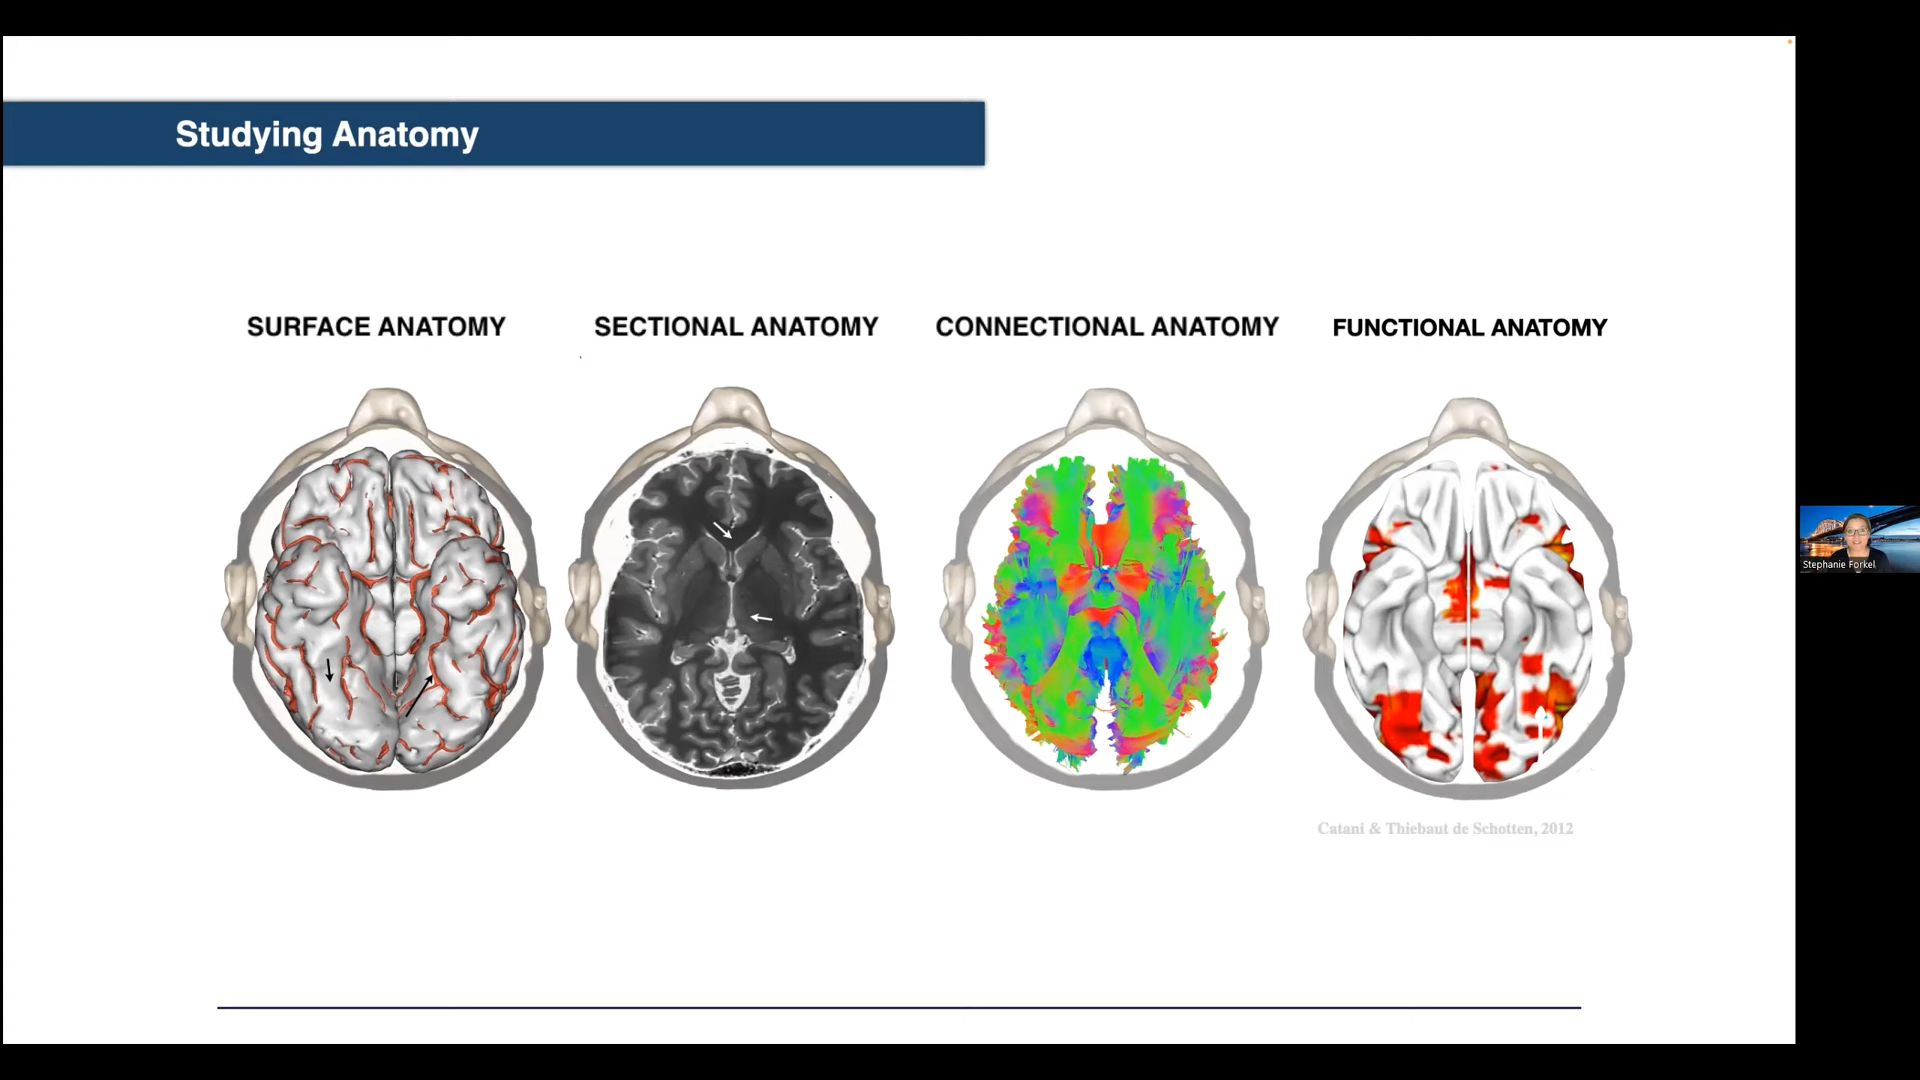 Studying Anatomy
SURFACE ANATOMY
SECTIONAL ANATOMY
CONNECTIONAL ANATOMY
FUNCTIONAL ANATOMY
Catani & Thiebaut de Schotten, 2012
Stephanie Forkel